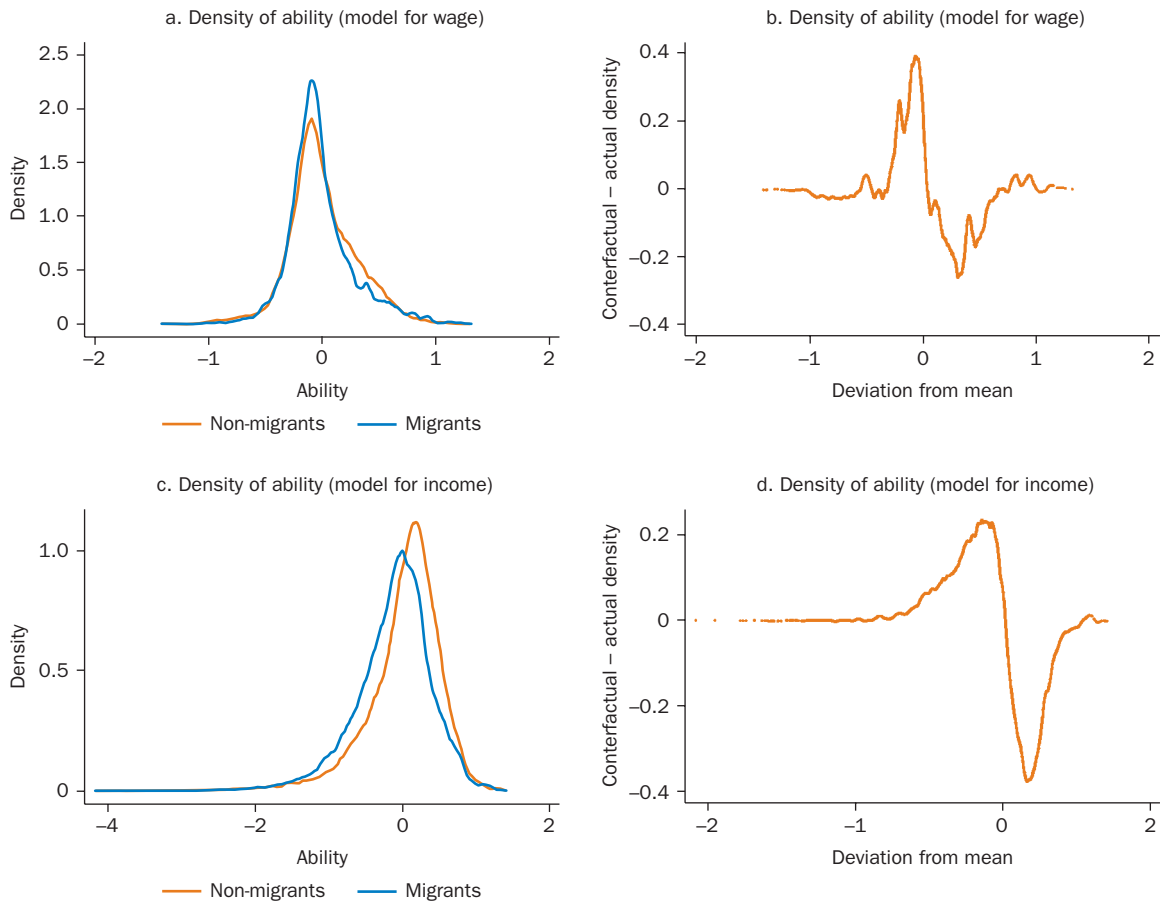 a. Density of ability (model for wage)
2.5
2.0
1.5
1.0
0.5
0
Density
−2 −1 0 1 2
Ability
Non-migrants Migrants
b. Density of ability (model for wage)
0.4
0.2
0
−0.2
−0.4
Conterfactual – actual density
−2 −1 0 1 2
Deviation from mean
c. Density of ability (model for income)
1.0
0.5
0
Density
−4 −2 0 2
Ability
Non-migrants Migrants
d. Density of ability (model for income)
0.2
0
−0.2
−0.4
Conterfactual – actual density
−2 −1 0 1 2
Deviation from mean